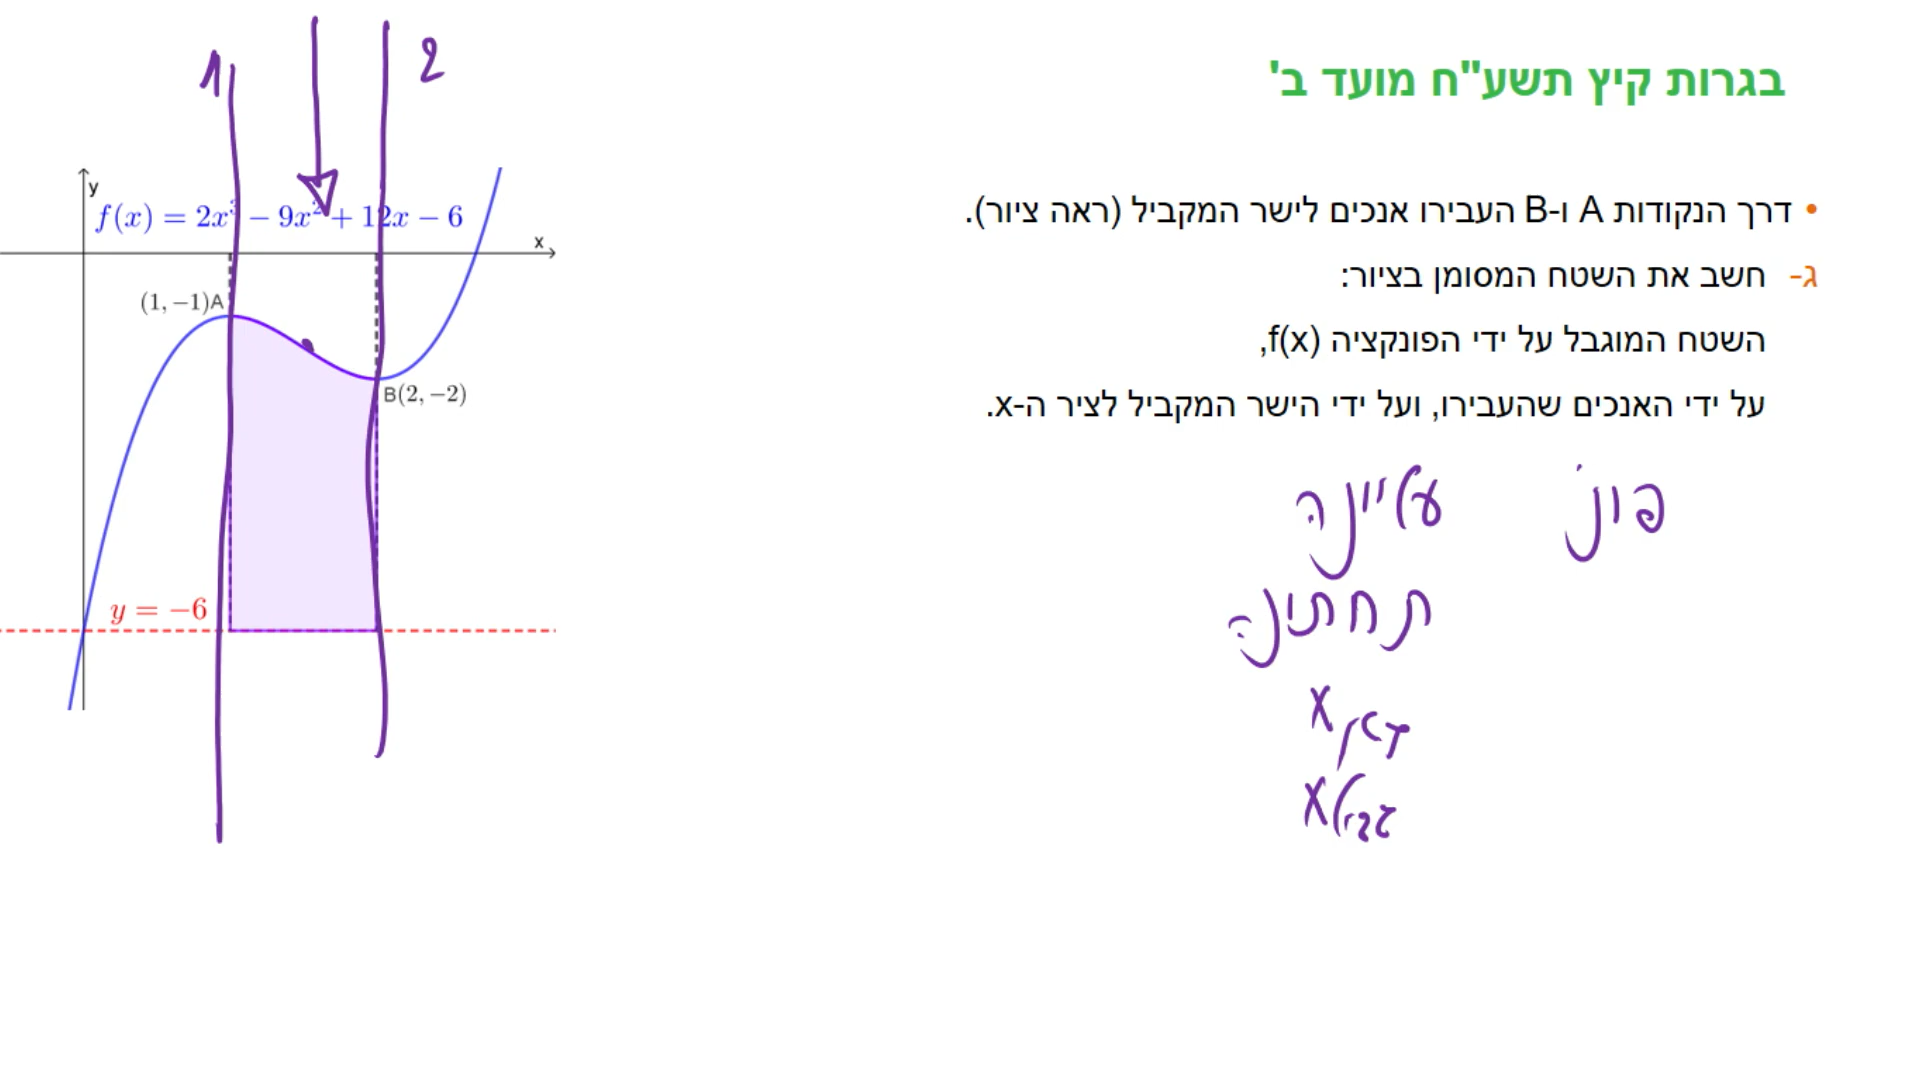 בגרות קיץ תשע"ח מועד ב'
• דרך הנקודות A ו-B העבירו אנכים לישר המקביל (ראה ציור).
ג- חשב את השטח המסומן בציור:
השטח המוגבל על ידי הפונקציה f(x),
על ידי האנכים שהעבירו, ועל ידי הישר המקביל לציר ה-x.
פונ' עליונה
תחתונה
x
x
1 2
y
f(x) = 2x³ − 9x² + 12x − 6
x
(1, −1)A
B(2, −2)
y = −6